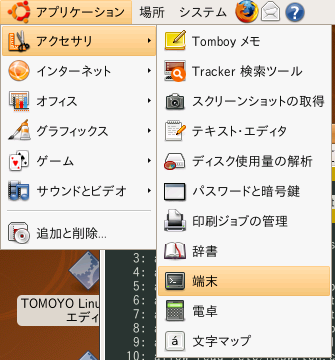 アプリケーション 場所 システム
アクセサリ
インターネット
オフィス
グラフィックス
ゲーム
サウンドとビデオ
追加と削除...
Tomboy メモ
Tracker 検索ツール
スクリーンショットの取得
テキスト・エディタ
ディスク使用量の解析
パスワードと暗号鍵
印刷ジョブの管理
辞書
端末
電卓
文字マップ
TOMOYO Linu
エディ
3:
4:
5:
6:
7:
8:
9:
10: